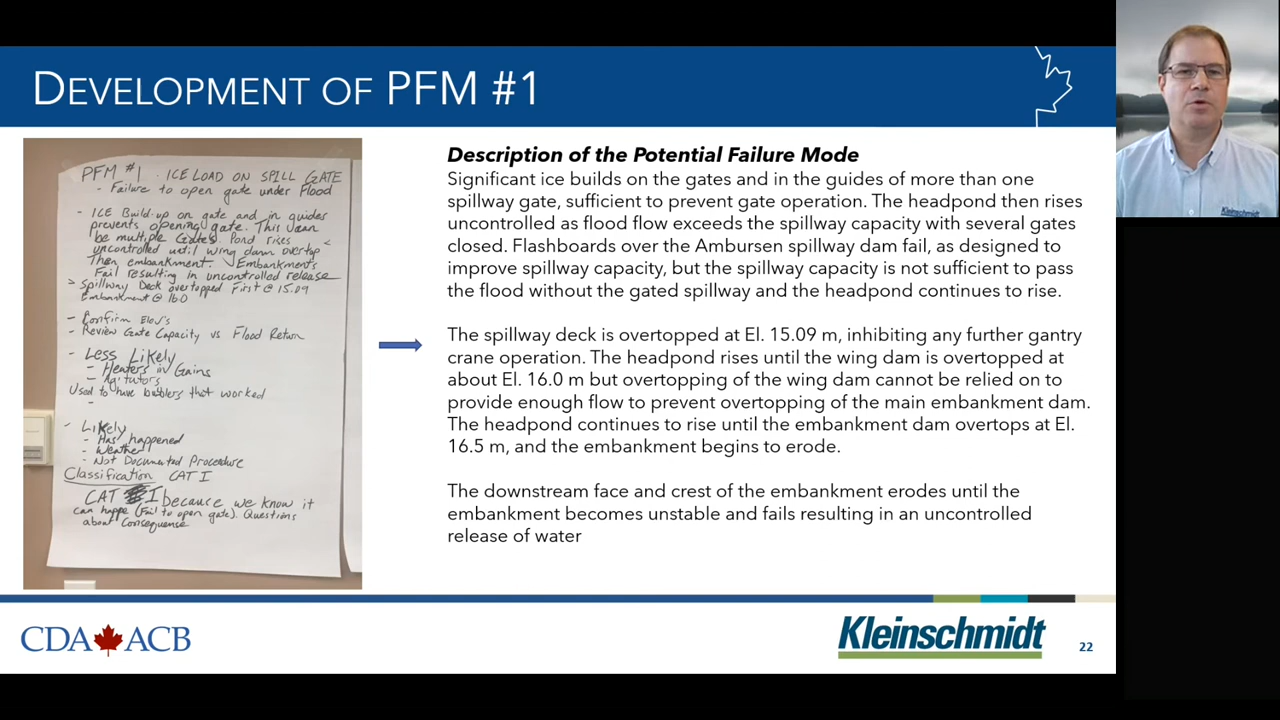 DEVELOPMENT OF PFM #1
PFM #1 . ICE LOAD ON SPILL GATE
- Failure to open gate under Flood
- ICE Build-up on gate and in guides
prevents opening gate. This can
be multiple Gates. Pond rises
uncontrolled until wing dam overtop
Then embankment. Embankments
Fail resulting in uncontrolled release
> Spillway Deck overtopped First @ 15.09
Embankment @ 16.0
- Confirm Elev's
- Review Gate Capacity vs Flood Return
- Less Likely
- Heaters in Gains
- Agitators
Used to have bubblers that worked
-
- Likely
- Has happened
- Weather
- Not Documented Procedure
Classification CAT I
CAT I because we know it
can happe (Fail to open gate). Questions
about Consequence
Description of the Potential Failure Mode
Significant ice builds on the gates and in the guides of more than one
spillway gate, sufficient to prevent gate operation. The headpond then rises
uncontrolled as flood flow exceeds the spillway capacity with several gates
closed. Flashboards over the Ambursen spillway dam fail, as designed to
improve spillway capacity, but the spillway capacity is not sufficient to pass
the flood without the gated spillway and the headpond continues to rise.
The spillway deck is overtopped at El. 15.09 m, inhibiting any further gantry
crane operation. The headpond rises until the wing dam is overtopped at
about El. 16.0 m but overtopping of the wing dam cannot be relied on to
provide enough flow to prevent overtopping of the main embankment dam.
The headpond continues to rise until the embankment dam overtops at El.
16.5 m, and the embankment begins to erode.
The downstream face and crest of the embankment erodes until the
embankment becomes unstable and fails resulting in an uncontrolled
release of water
CDA ACB
Kleinschmidt
22
Kleinschmidt